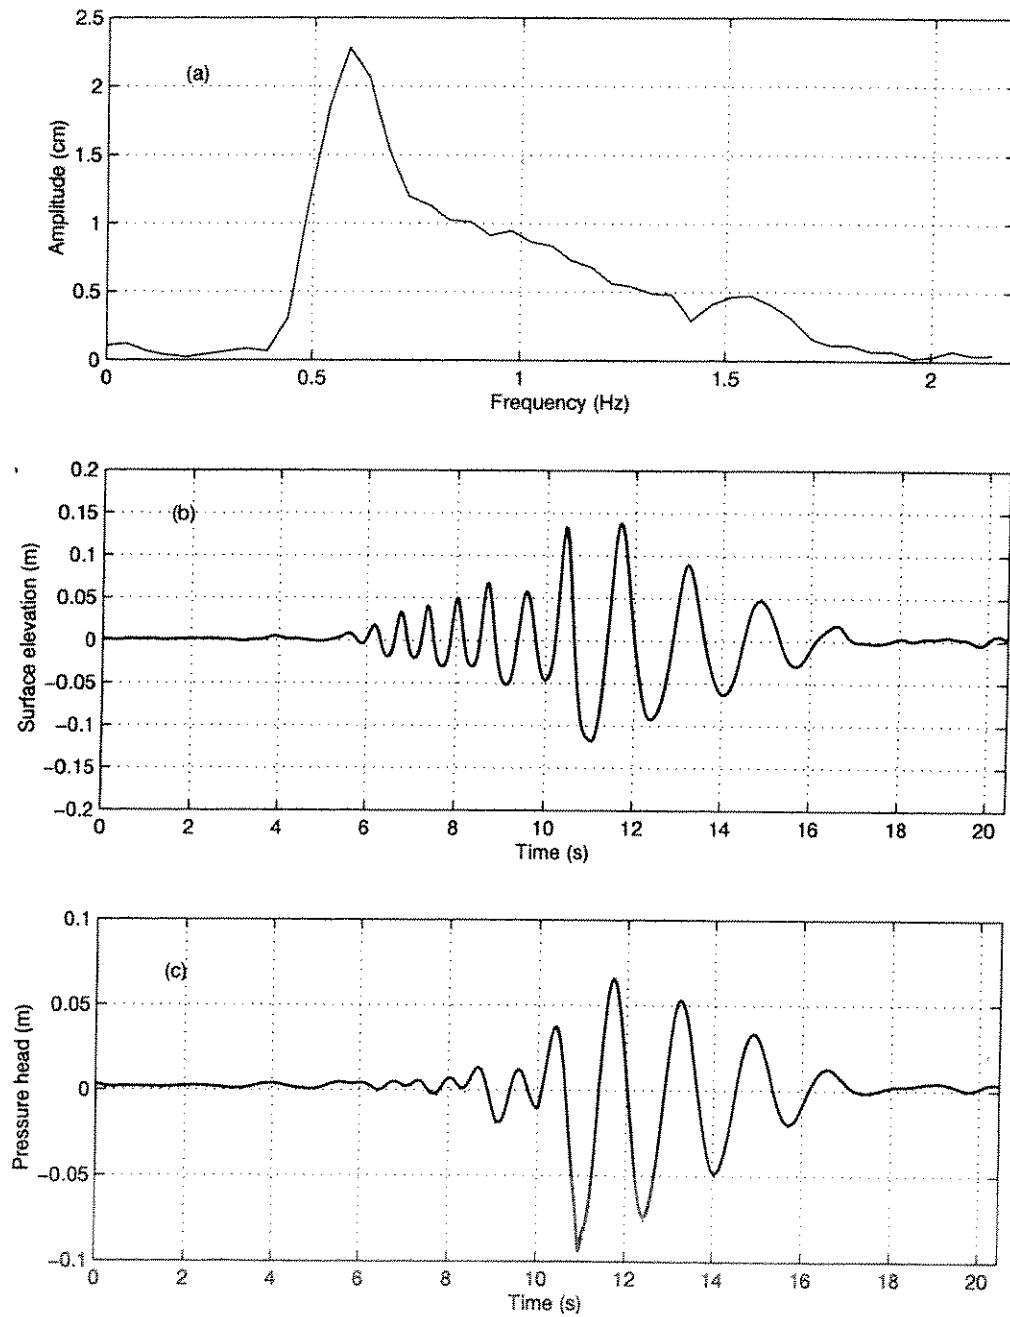 2.5
(a)
2
1.5
Amplitude (cm)
1
0.5
0
0 0.5 1 1.5 2
Frequency (Hz)
0.2
0.15
(b)
0.1
0.05
Surface elevation (m)
0
−0.05
−0.1
−0.15
−0.2
0 2 4 6 8 10 12 14 16 18 20
Time (s)
0.1
(c)
0.05
Pressure head (m)
0
−0.05
−0.1
0 2 4 6 8 10 12 14 16 18 20
Time (s)